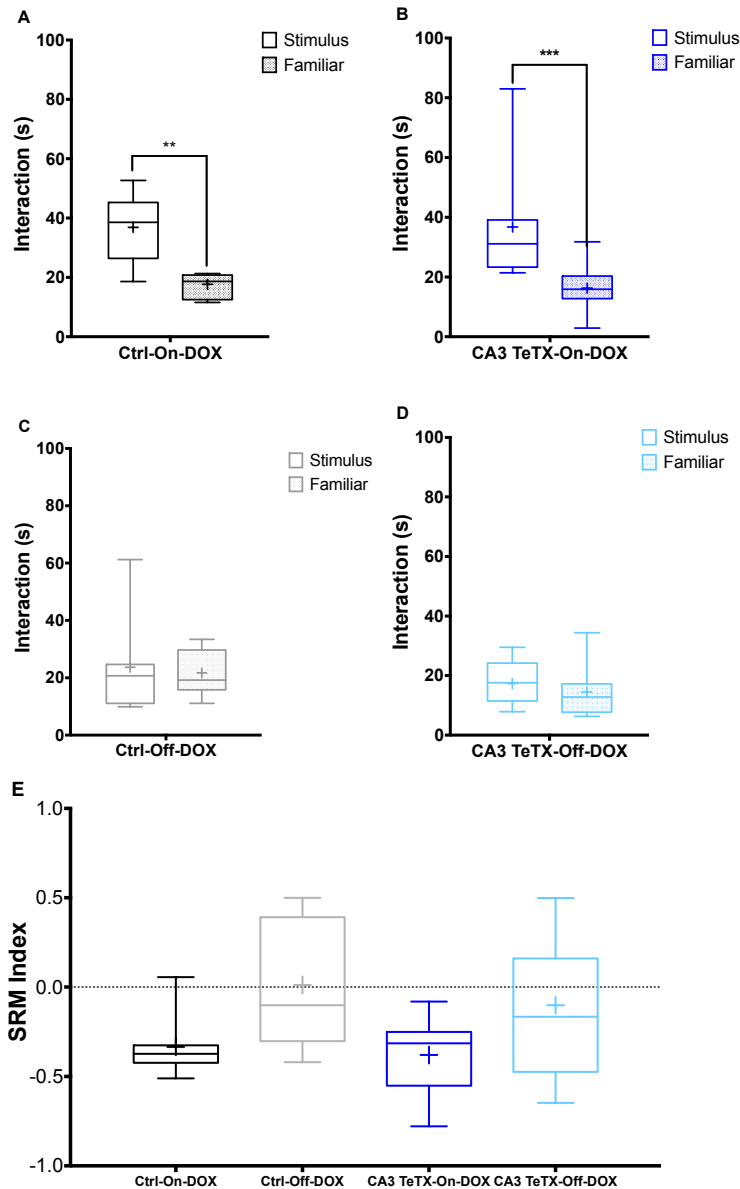 A
Stimulus
Familiar
100
80
60
40
20
0
Interaction (s)
**
Ctrl-On-DOX
B
Stimulus
Familiar
100
80
60
40
20
0
Interaction (s)
***
CA3 TeTX-On-DOX
C
Stimulus
Familiar
100
80
60
40
20
0
Interaction (s)
Ctrl-Off-DOX
D
Stimulus
Familiar
100
80
60
40
20
0
Interaction (s)
CA3 TeTX-Off-DOX
E
1.0
0.5
0.0
-0.5
-1.0
SRM Index
Ctrl-On-DOX Ctrl-Off-DOX CA3 TeTX-On-DOX CA3 TeTX-Off-DOX